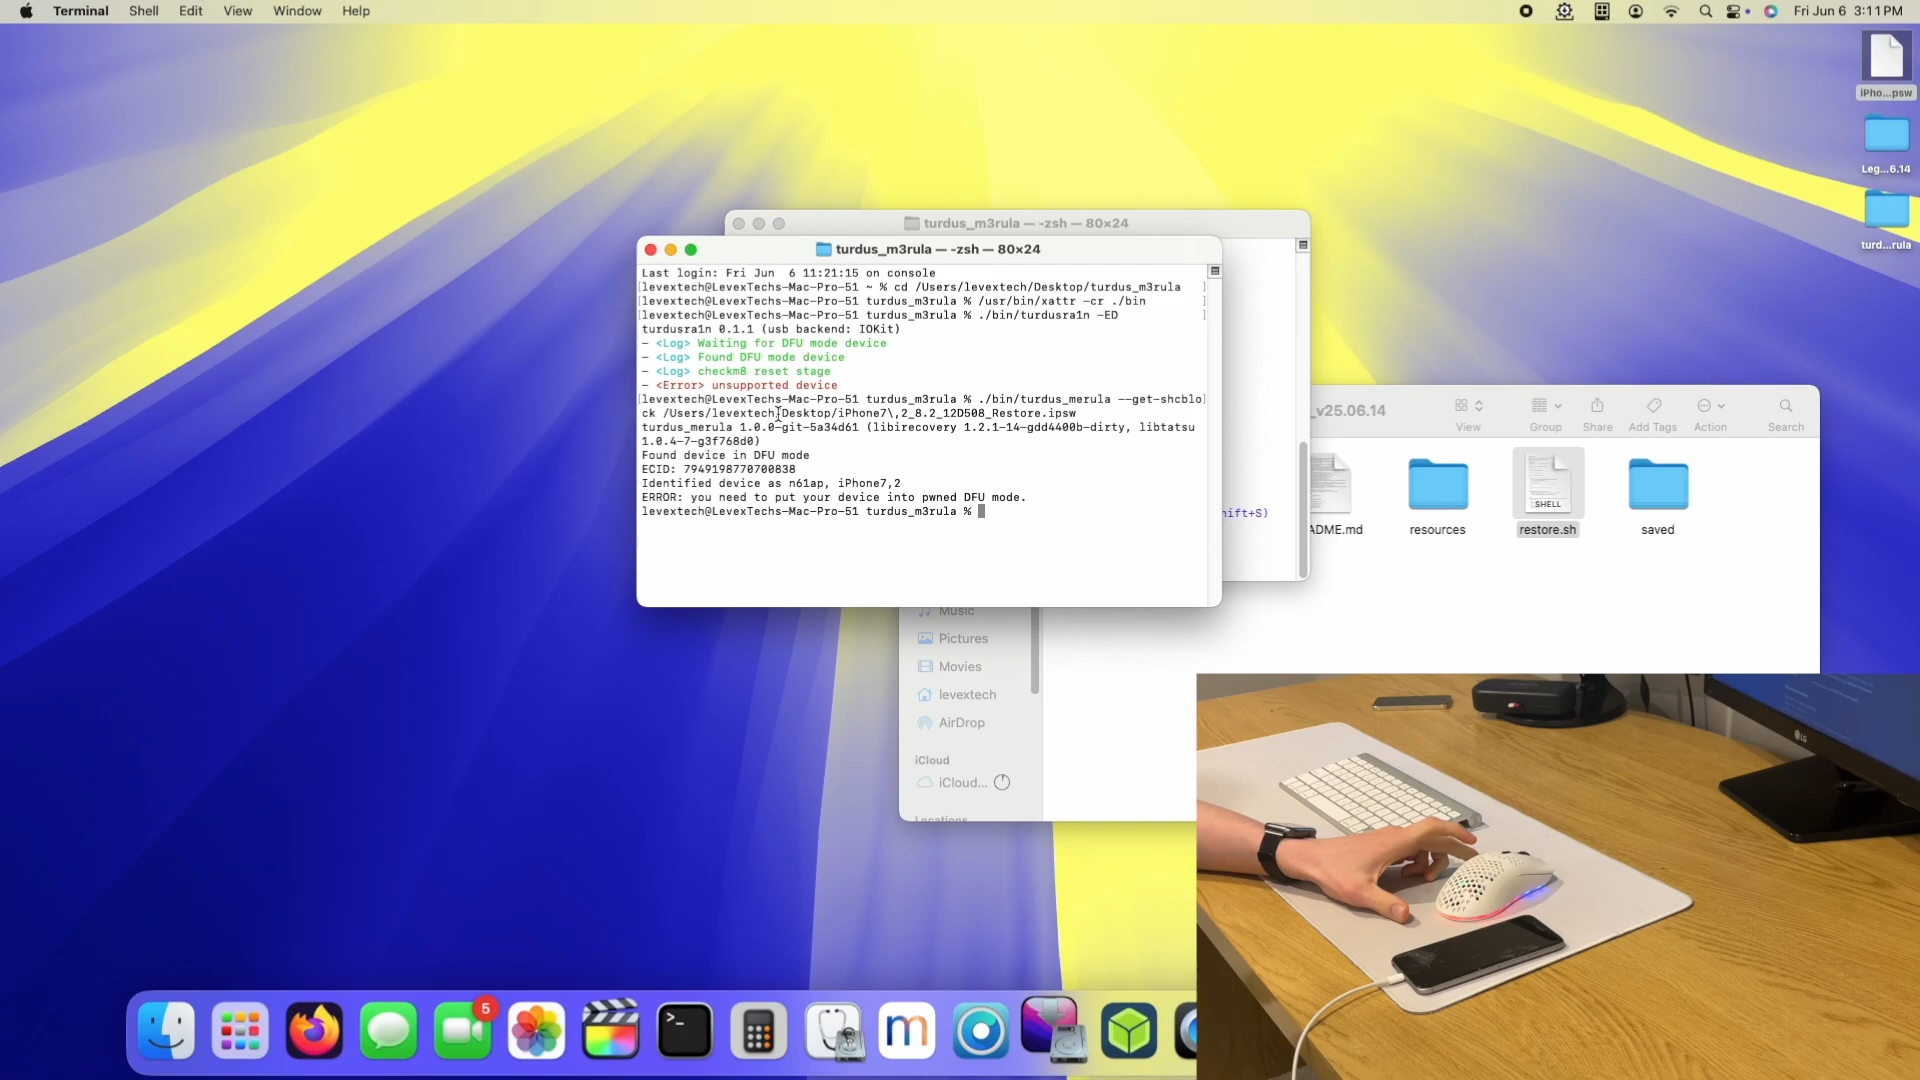 Terminal Shell Edit View Window Help
Fri Jun 6 3:11 PM
iPho...psw
Leg...6.14
turd...rula
turdus_m3rula — -zsh — 80×24
turdus_m3rula — -zsh — 80×24
Last login: Fri Jun  6 11:21:15 on console
[levextech@LevexTechs-Mac-Pro-51 ~ % cd /Users/levextech/Desktop/turdus_m3rula ]
[levextech@LevexTechs-Mac-Pro-51 turdus_m3rula % /usr/bin/xattr -cr ./bin ]
[levextech@LevexTechs-Mac-Pro-51 turdus_m3rula % ./bin/turdusra1n -ED ]
turdusra1n 0.1.1 (usb backend: IOKit)
- <Log> Waiting for DFU mode device
- <Log> Found DFU mode device
- <Log> checkm8 reset stage
- <Error> unsupported device
[levextech@LevexTechs-Mac-Pro-51 turdus_m3rula % ./bin/turdus_merula --get-shcblo]
ck /Users/levextech/Desktop/iPhone7\,2_8.2_12D508_Restore.ipsw
turdus_merula 1.0.0-git-5a34d61 (libirecovery 1.2.1-14-gdd4400b-dirty, libtatsu
1.0.4-7-g3f768d0)
Found device in DFU mode
ECID: 7949198770700838
Identified device as n61ap, iPhone7,2
ERROR: you need to put your device into pwned DFU mode.
levextech@LevexTechs-Mac-Pro-51 turdus_m3rula %
hift+S)
_v25.06.14
View Group Share Add Tags Action Search
SHELL
ADME.md resources restore.sh saved
Music
Pictures
Movies
levextech
AirDrop
iCloud
iCloud...
Locations
5
LG